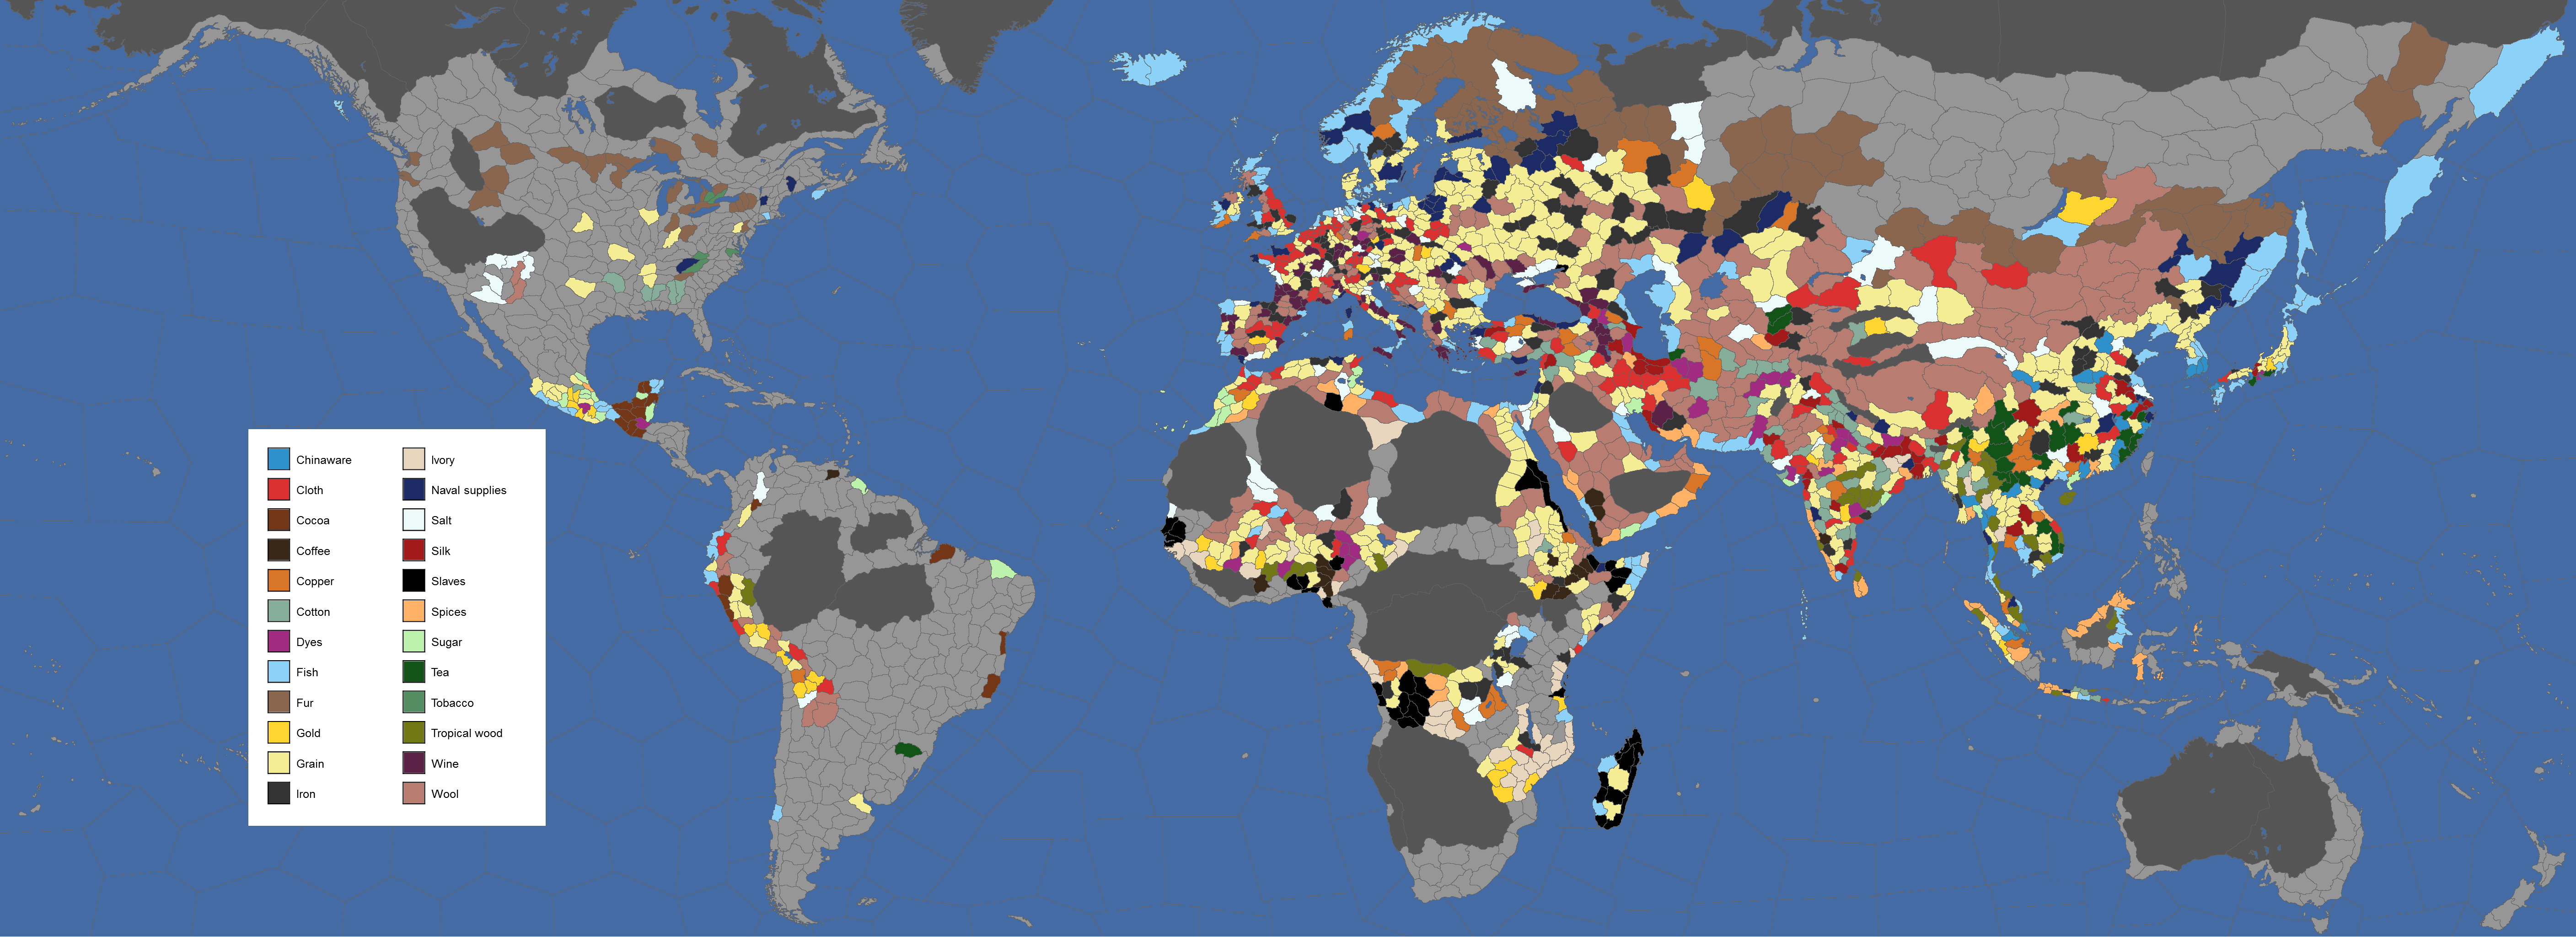 Chinaware
Cloth
Cocoa
Coffee
Copper
Cotton
Dyes
Fish
Fur
Gold
Grain
Iron
Ivory
Naval supplies
Salt
Silk
Slaves
Spices
Sugar
Tea
Tobacco
Tropical wood
Wine
Wool